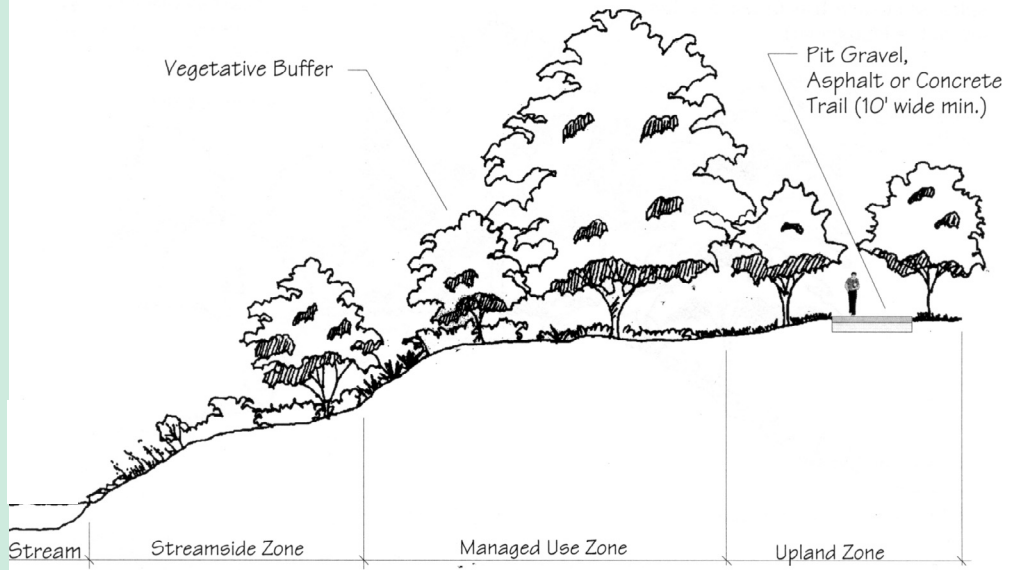 Vegetative Buffer
Pit Gravel,
Asphalt or Concrete
Trail (10' wide min.)
Stream
Streamside Zone
Managed Use Zone
Upland Zone